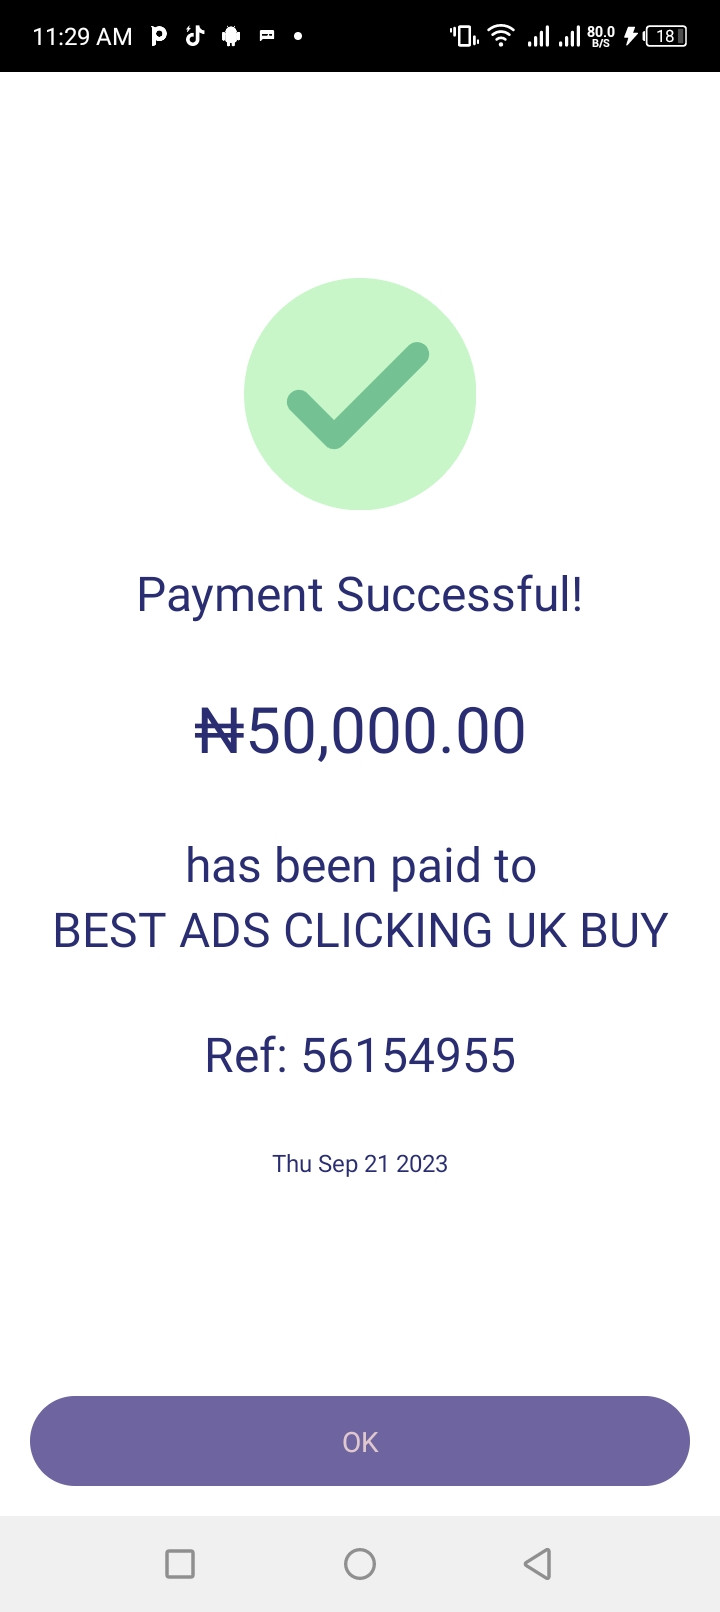 11:29 AM
80.0
B/S
18
Payment Successful!
₦50,000.00
has been paid to
BEST ADS CLICKING UK BUY
Ref: 56154955
Thu Sep 21 2023
OK